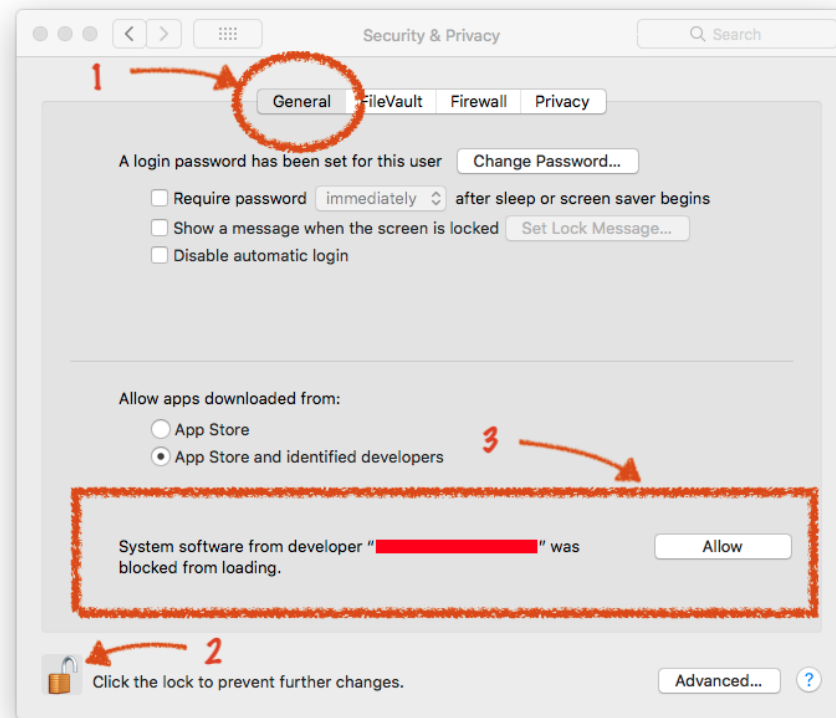 Security & Privacy
Search
1
General FileVault Firewall Privacy
A login password has been set for this user Change Password...
Require password immediately after sleep or screen saver begins
Show a message when the screen is locked Set Lock Message...
Disable automatic login
Allow apps downloaded from:
App Store
3
App Store and identified developers
System software from developer “ ” was
blocked from loading.
Allow
2
Click the lock to prevent further changes.
Advanced... ?